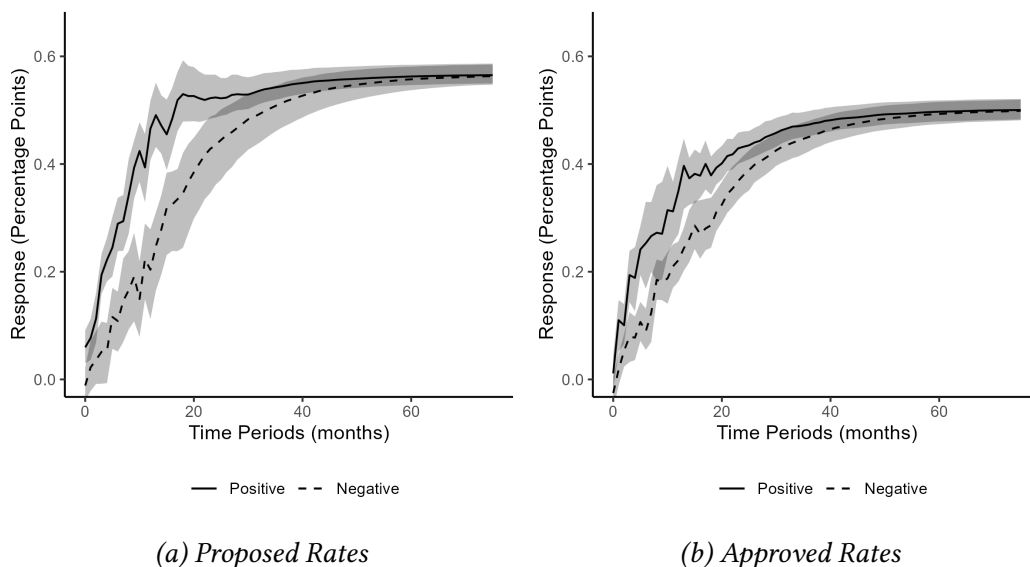 Response (Percentage Points)
0.6
0.4
0.2
0.0
0 20 40 60
Time Periods (months)
Positive Negative
(a) Proposed Rates
Response (Percentage Points)
0.6
0.4
0.2
0.0
0 20 40 60
Time Periods (months)
Positive Negative
(b) Approved Rates